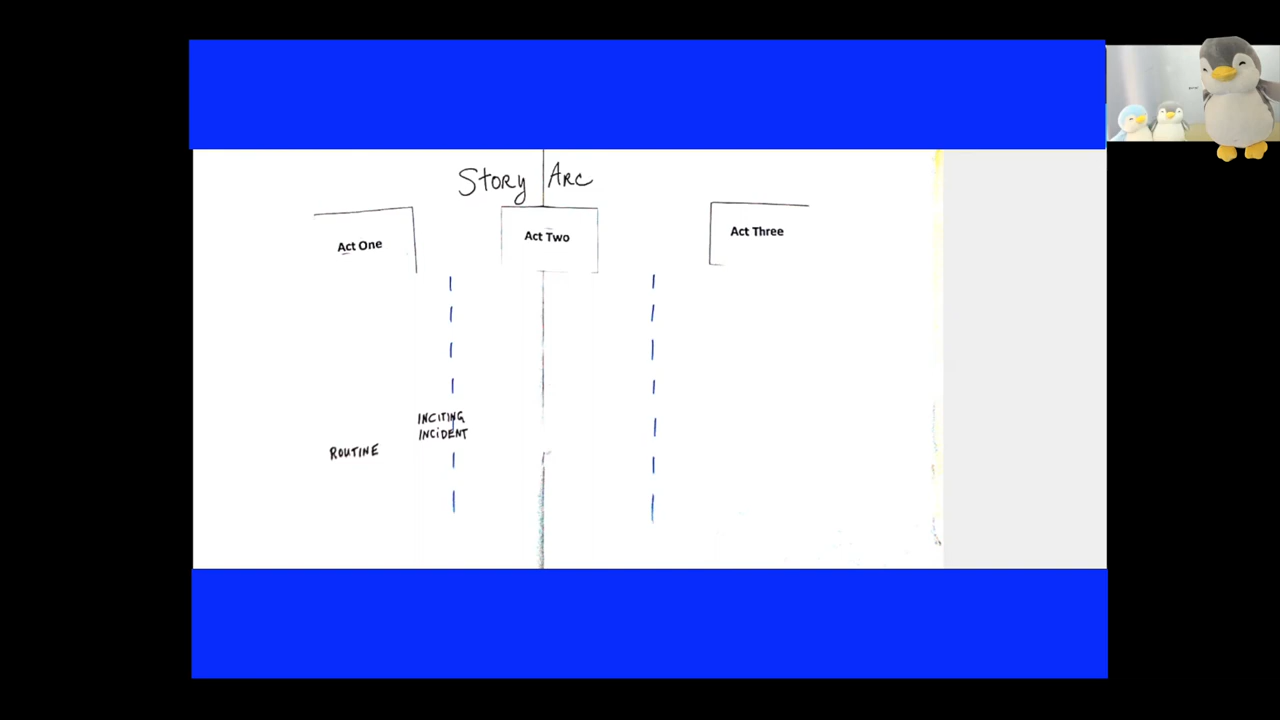 Story Arc
Act One
Act Two
Act Three
INCITING
INCIDENT
ROUTINE